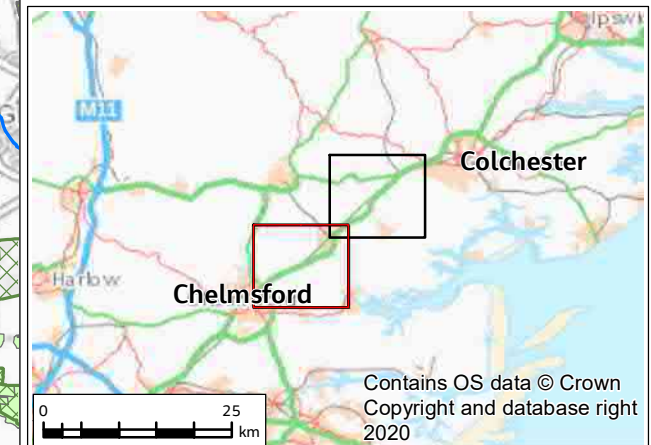 M11
Colchester
Harlow
Chelmsford
Contains OS data © Crown
Copyright and database right
2020
0 25
km